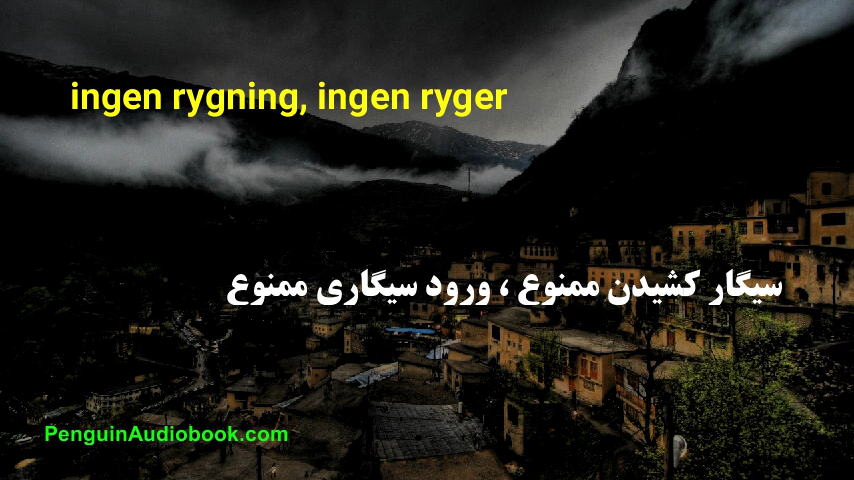 ingen rygning, ingen ryger
سیگار کشیدن ممنوع ، ورود سیگاری ممنوع
PenguinAudiobook.com